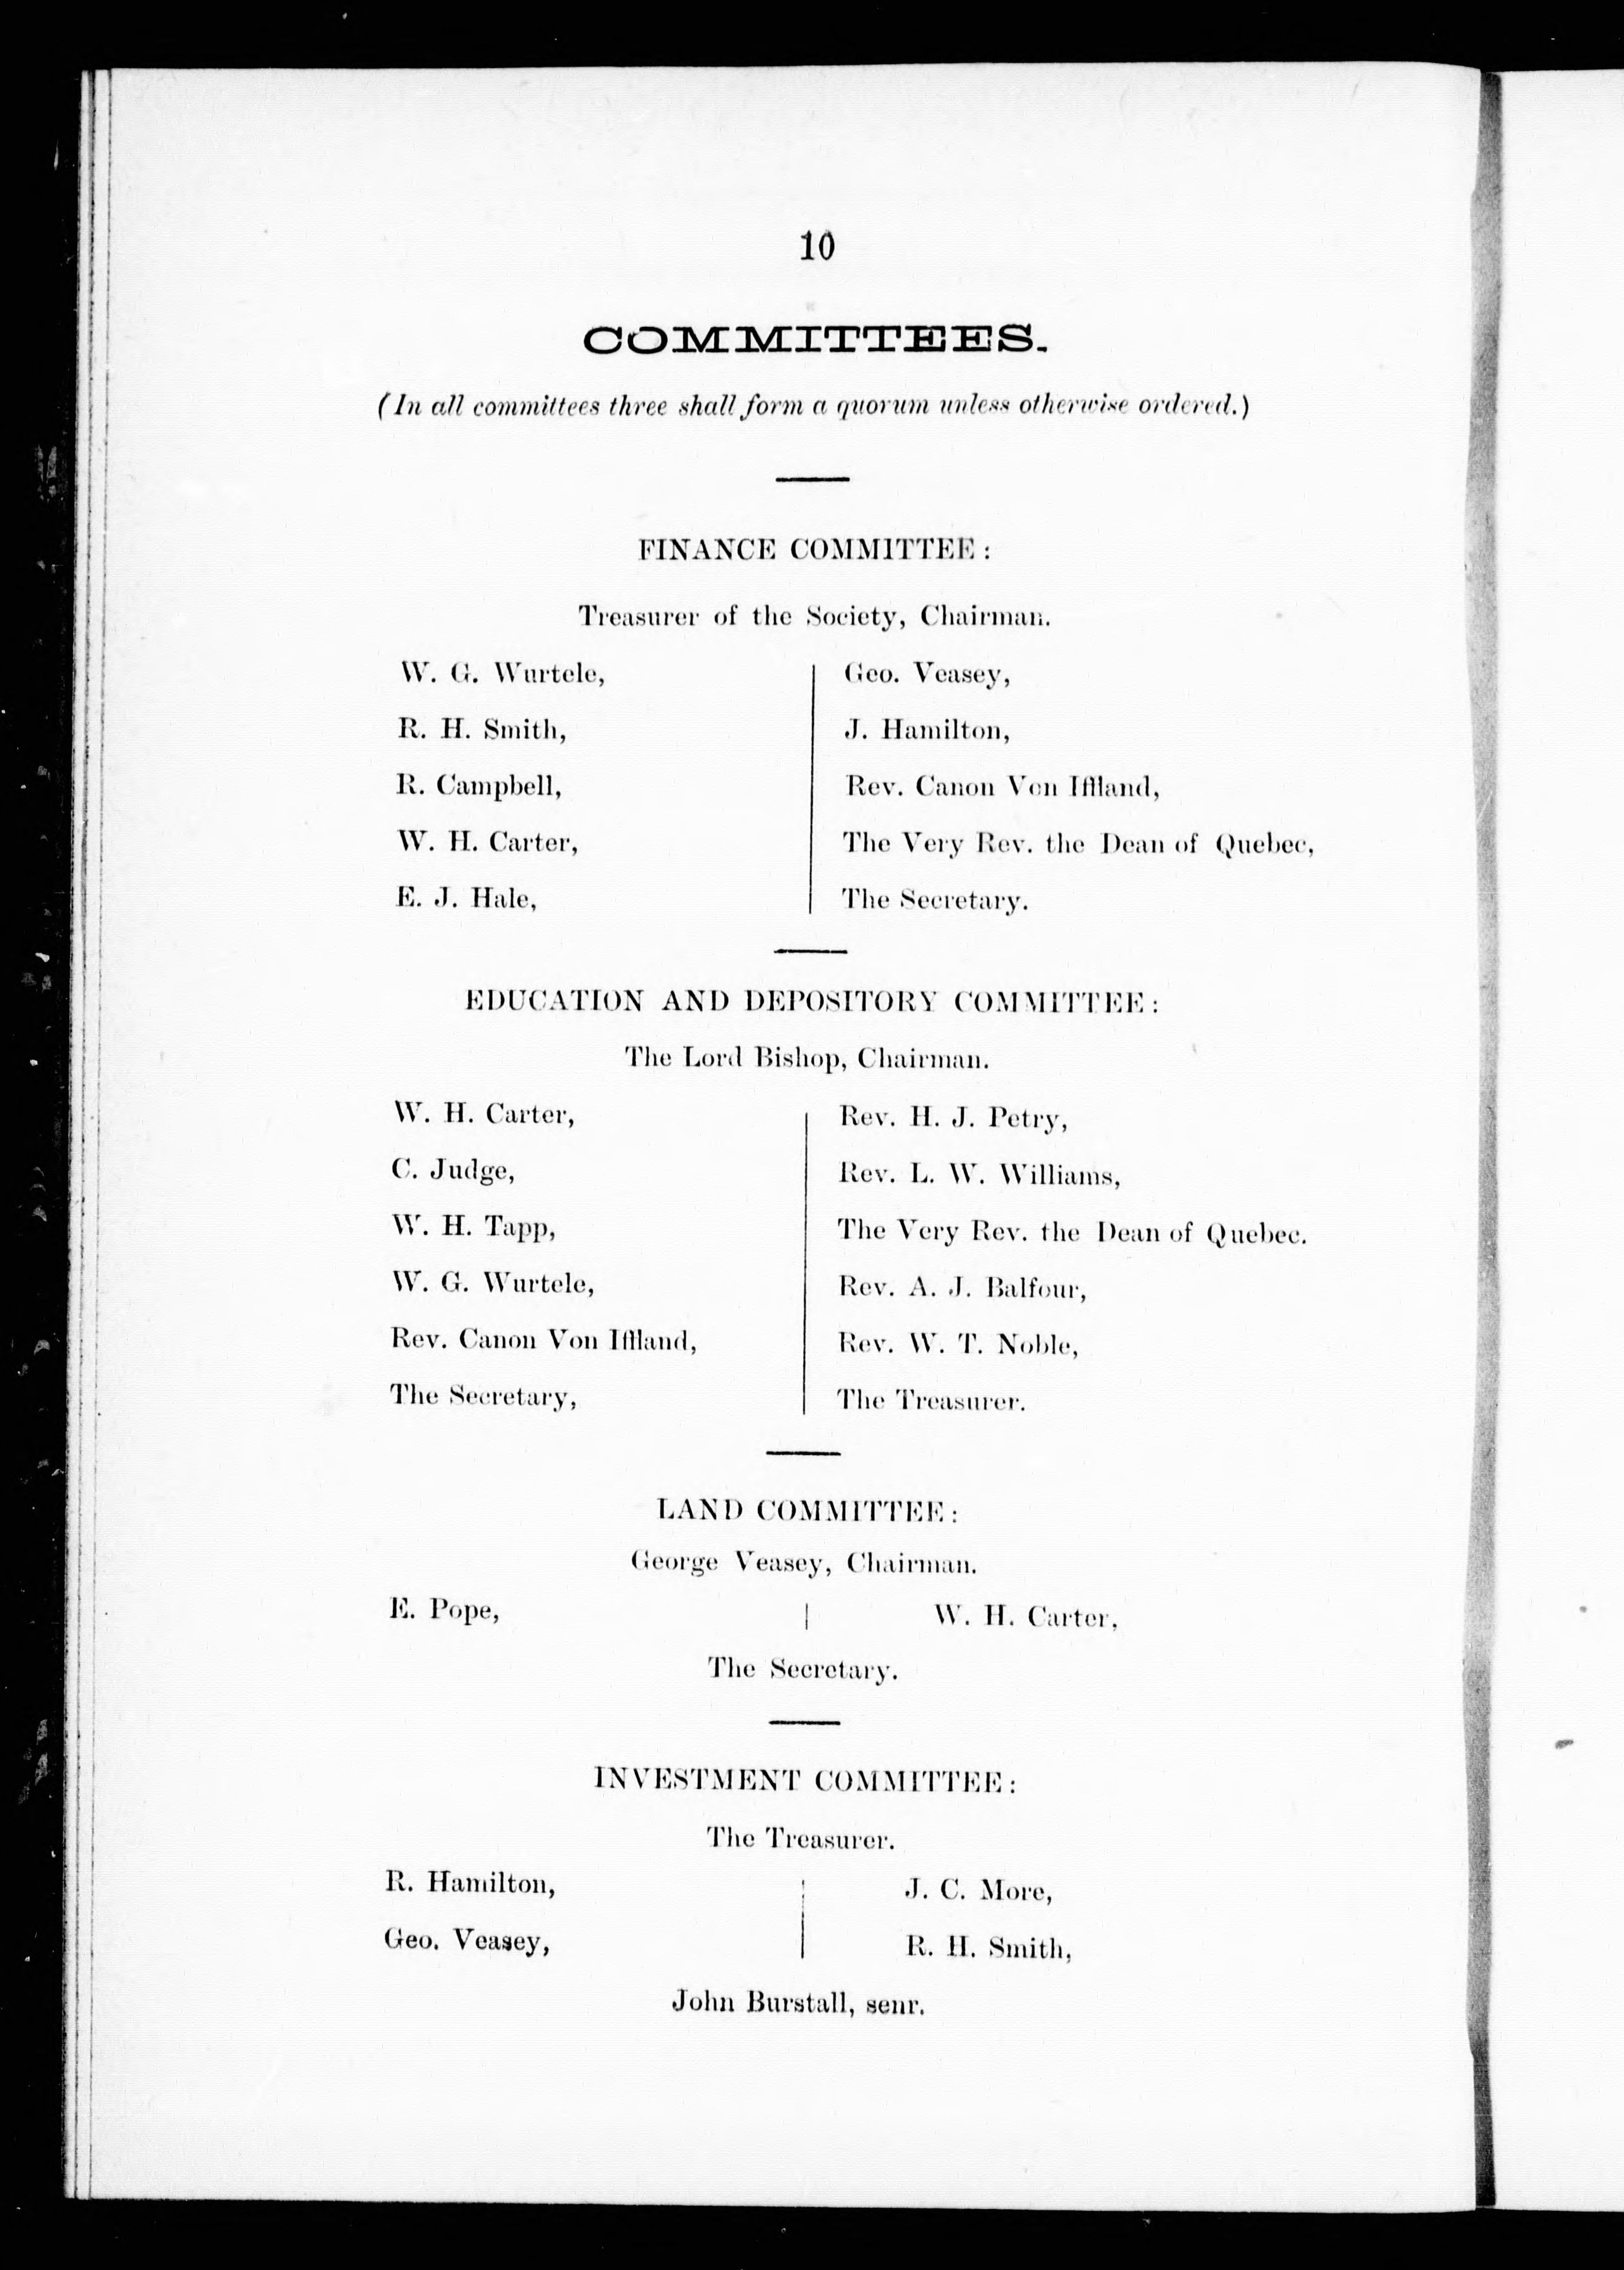 10
COMMITTEES.
(In all committees three shall form a quorum unless otherwise ordered.)
FINANCE COMMITTEE:
Treasurer of the Society, Chairman.
W. G. Wurtele,
R. H. Smith,
R. Campbell,
W. H. Carter,
E. J. Hale,
Geo. Veasey,
J. Hamilton,
Rev. Canon Von Iffland,
The Very Rev. the Dean of Quebec,
The Secretary.
EDUCATION AND DEPOSITORY COMMITTEE:
The Lord Bishop, Chairman.
W. H. Carter,
C. Judge,
W. H. Tapp,
W. G. Wurtele,
Rev. Canon Von Iffland,
The Secretary,
Rev. H. J. Petry,
Rev. L. W. Williams,
The Very Rev. the Dean of Quebec.
Rev. A. J. Balfour,
Rev. W. T. Noble,
The Treasurer.
LAND COMMITTEE:
George Veasey, Chairman.
E. Pope,
W. H. Carter,
The Secretary.
INVESTMENT COMMITTEE:
The Treasurer.
R. Hamilton,
Geo. Veasey,
J. C. More,
R. H. Smith,
John Burstall, senr.